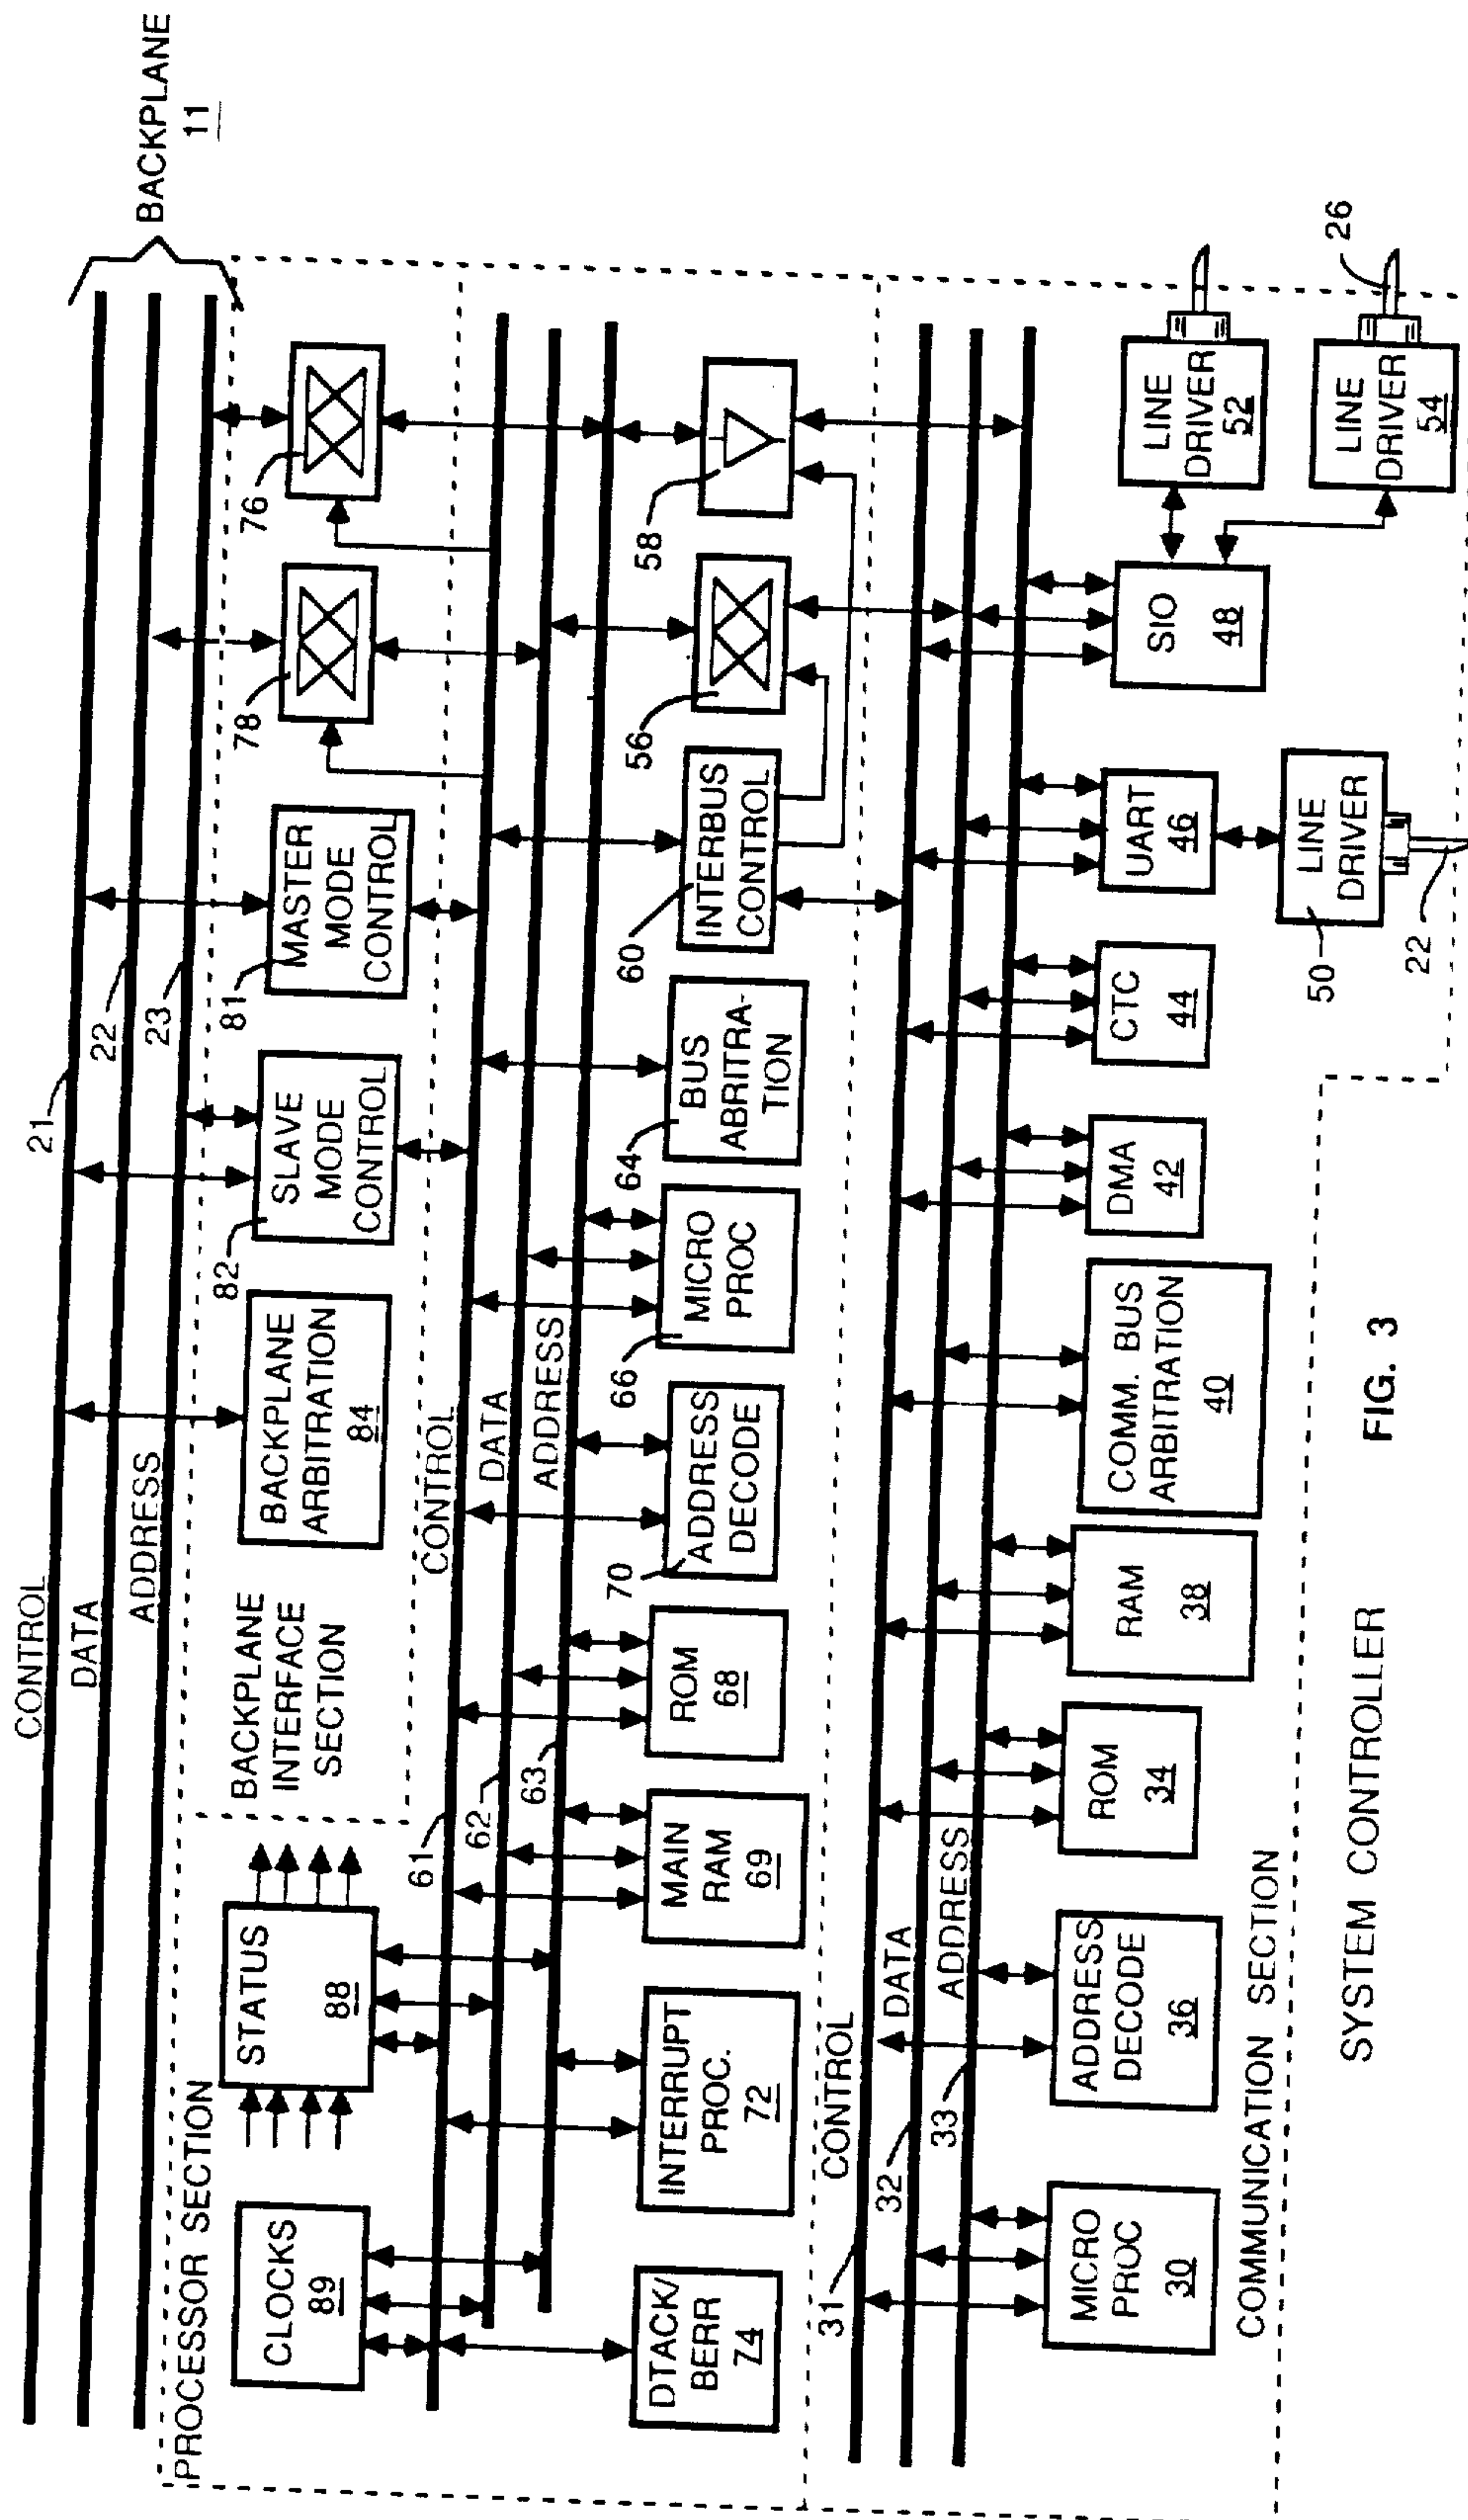 BACKPLANE
11
CONTROL
DATA
ADDRESS
21
22
23
PROCESSOR SECTION
BACKPLANE
INTERFACE
SECTION
CLOCKS
89
STATUS
88
BACKPLANE
ARBITRATION
84
SLAVE
MODE
CONTROL
82
MASTER
MODE
CONTROL
81
78
76
CONTROL
DATA
ADDRESS
61
62
63
DTACK/
BERR
74
INTERRUPT
PROC.
72
MAIN
RAM
69
ROM
68
ADDRESS
DECODE
70
MICRO
PROC
66
BUS
ABRITRA-
TION
64
INTERBUS
CONTROL
60
56
58
CONTROL
DATA
ADDRESS
31
32
33
MICRO
PROC
30
ADDRESS
DECODE
36
ROM
34
RAM
38
COMM. BUS
ARBITRATION
40
DMA
42
CTC
44
UART
46
SIO
48
LINE
DRIVER
52
LINE
DRIVER
54
26
LINE
DRIVER
50
22
COMMUNICATION SECTION
SYSTEM CONTROLLER
FIG. 3